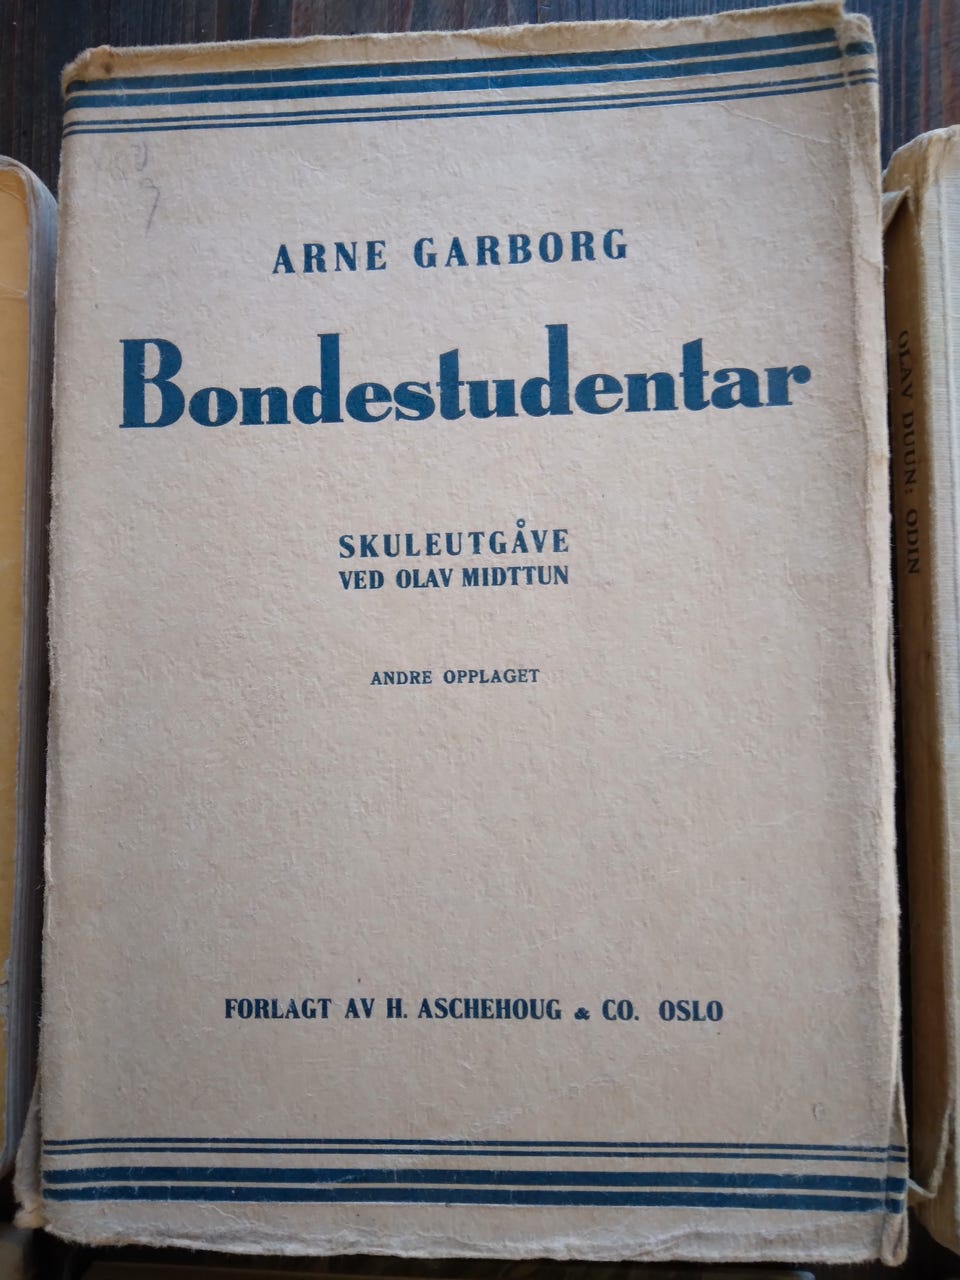 ARNE GARBORG
Bondestudentar
SKULEUTGÅVE
VED OLAV MIDTTUN
ANDRE OPPLAGET
FORLAGT AV H. ASCHEHOUG & CO. OSLO
OLAV DUUN: ODIN